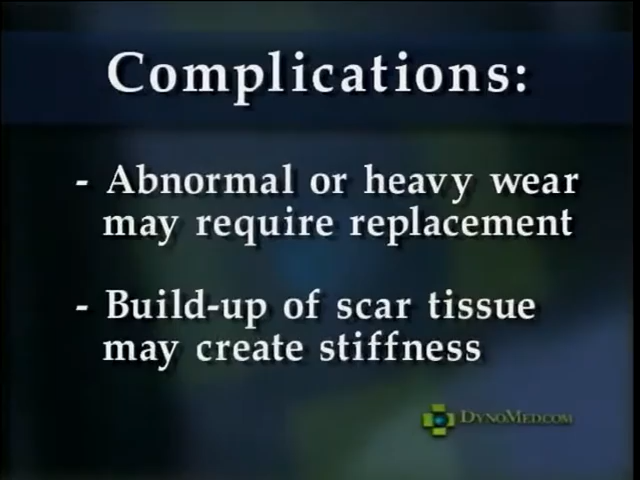 Complications:
- Abnormal or heavy wear
may require replacement
- Build-up of scar tissue
may create stiffness
DYNOMED.COM